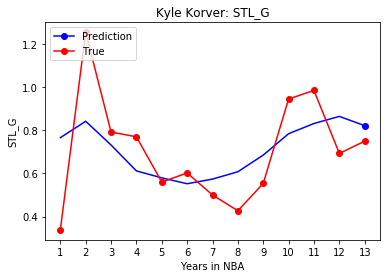 Kyle Korver: STL_G
Prediction
True
STL_G
1.2
1.0
0.8
0.6
0.4
1 2 3 4 5 6 7 8 9 10 11 12 13
Years in NBA